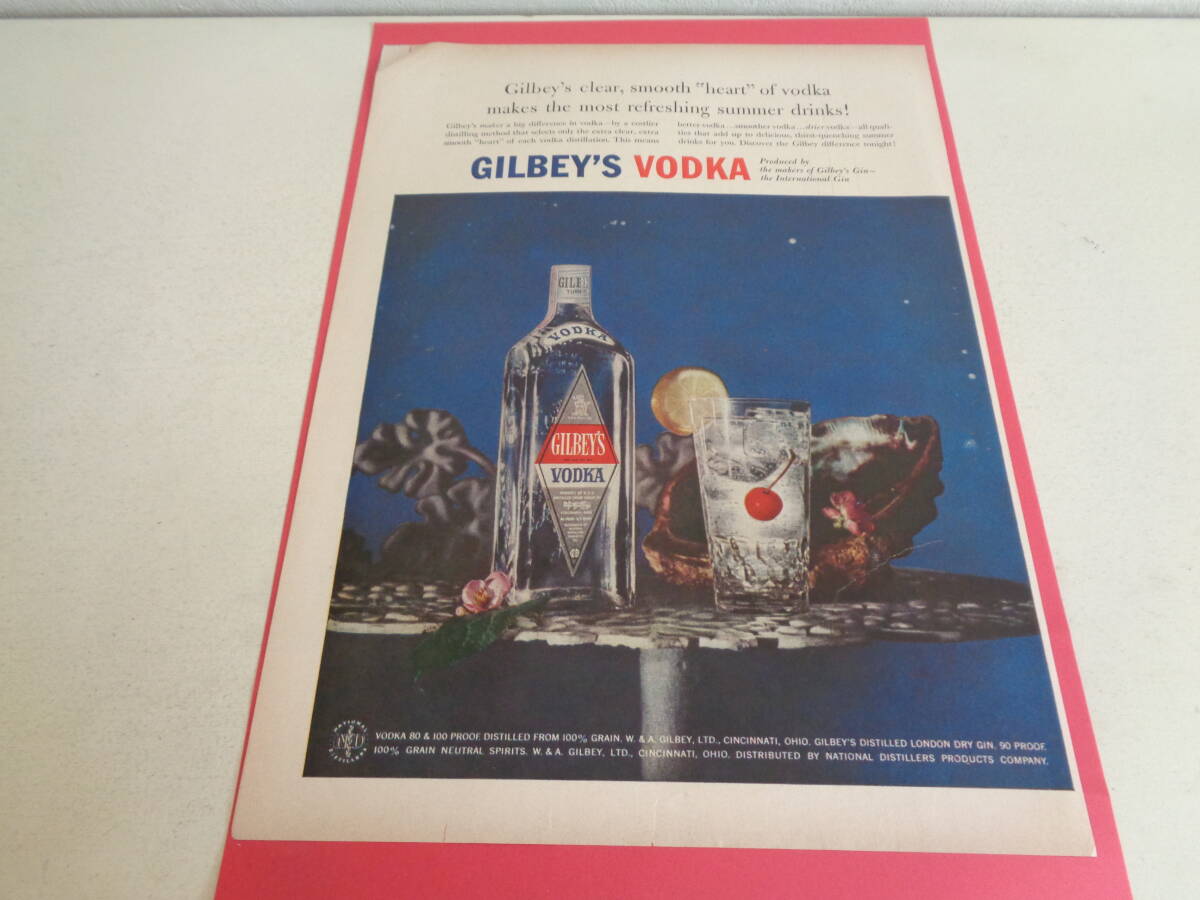 Gilbey's clear, smooth "heart" of vodka
makes the most refreshing summer drinks!
Gilbey's makes a big difference in vodka—by a costlier
distilling method that selects only the extra clear, extra
smooth "heart" of each vodka distillation. This means
better vodka...smoother vodka...drier vodka—all quali-
ties that add up to delicious, thirst-quenching summer
drinks for you. Discover the Gilbey difference tonight!
GILBEY'S VODKA
Produced by
the makers of Gilbey's Gin—
the International Gin
GILB
VODKA
GILBEY'S
VODKA
NATIONAL
DISTILLERS
VODKA 80 & 100 PROOF. DISTILLED FROM 100% GRAIN. W. & A. GILBEY, LTD., CINCINNATI, OHIO. GILBEY'S DISTILLED LONDON DRY GIN. 90 PROOF.
100% GRAIN NEUTRAL SPIRITS. W. & A. GILBEY, LTD., CINCINNATI, OHIO. DISTRIBUTED BY NATIONAL DISTILLERS PRODUCTS COMPANY.